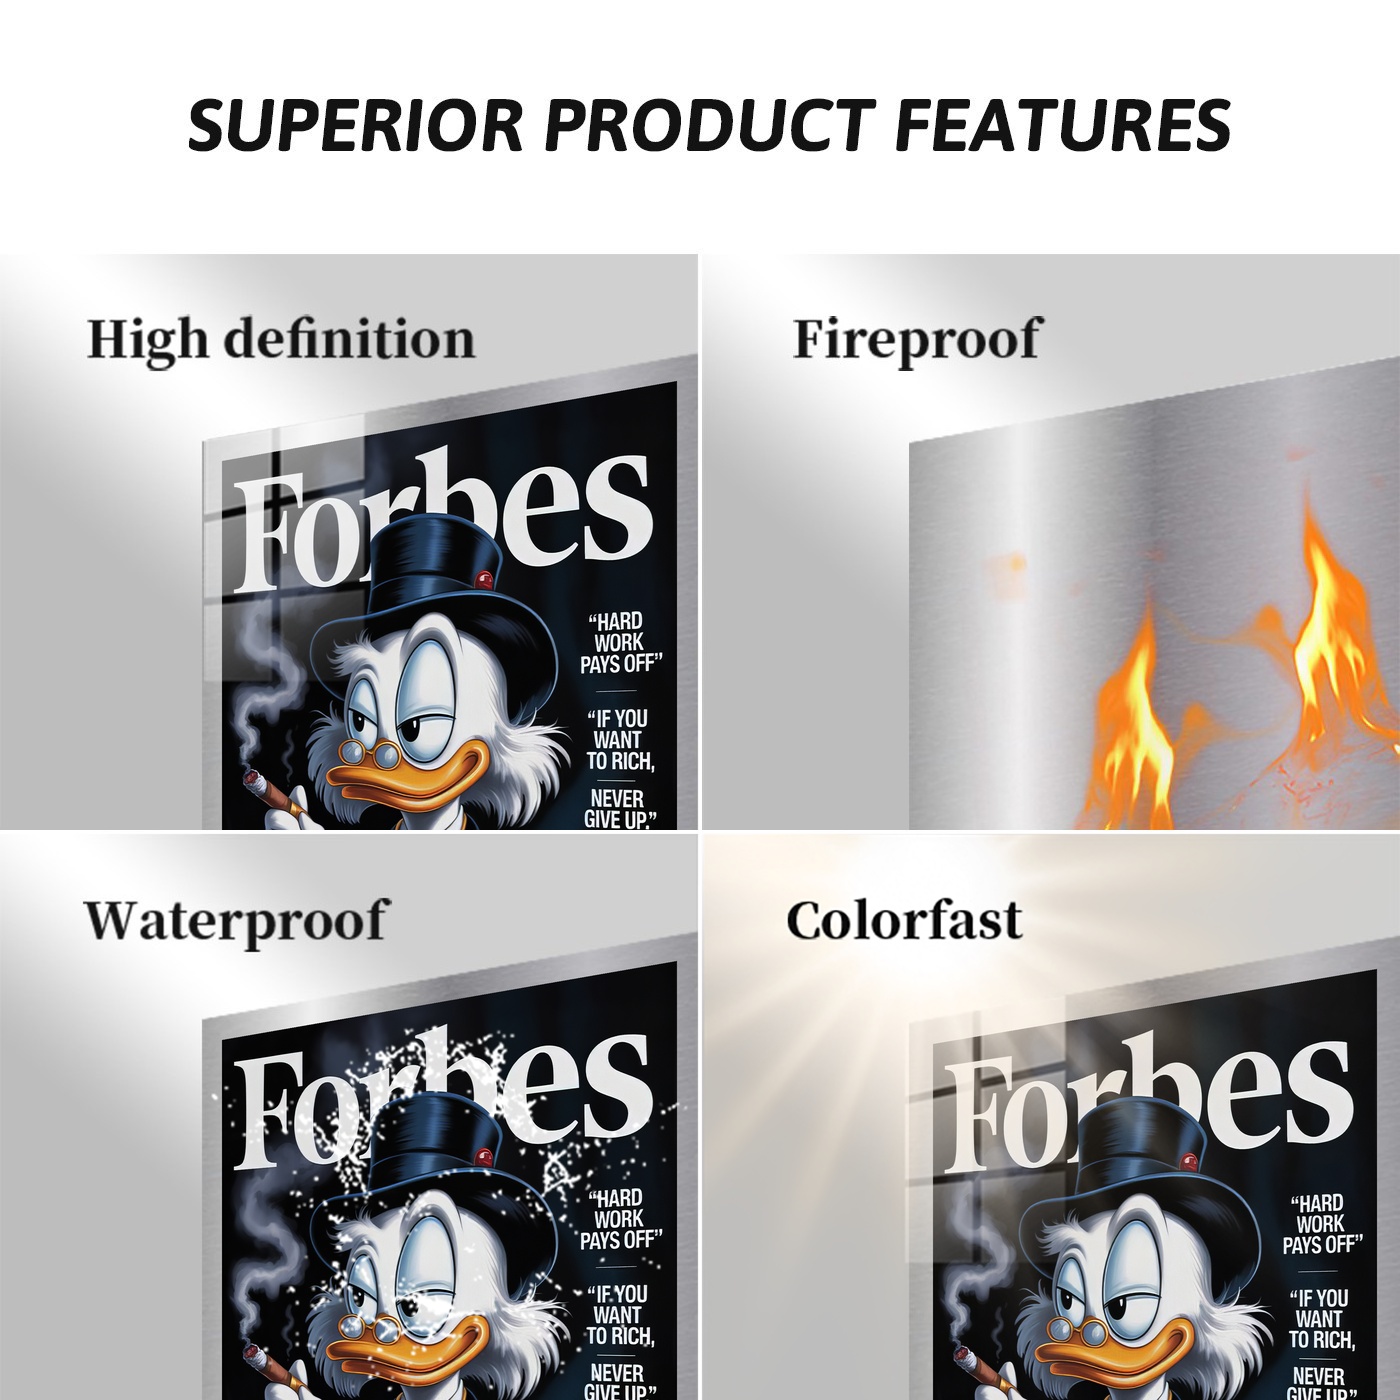 SUPERIOR PRODUCT FEATURES
High definition
Forbes
“HARD
WORK
PAYS OFF”
“IF YOU
WANT
TO RICH,
NEVER
GIVE UP.”
Fireproof
Waterproof
Forbes
“HARD
WORK
PAYS OFF”
“IF YOU
WANT
TO RICH,
NEVER
GIVE UP.”
Colorfast
Forbes
“HARD
WORK
PAYS OFF”
“IF YOU
WANT
TO RICH,
NEVER
GIVE UP.”